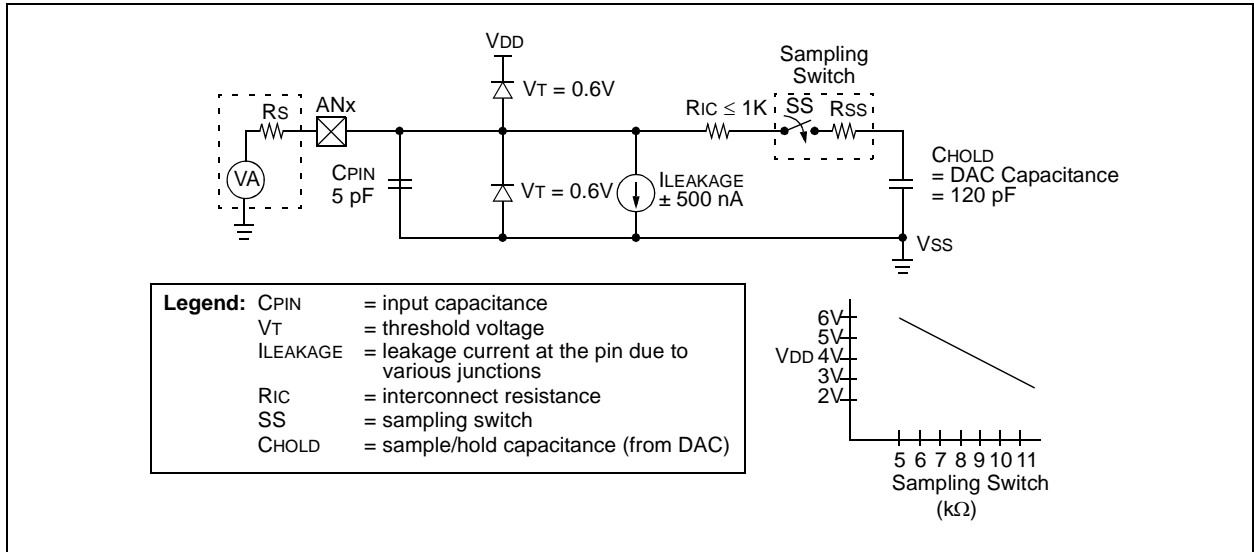 VDD
Sampling
Switch
VT = 0.6V
RS
ANx
RIC ≤ 1K
SS
RSS
CPIN
5 pF
VA
VT = 0.6V
ILEAKAGE
± 500 nA
CHOLD
= DAC Capacitance
= 120 pF
VSS
Legend: CPIN = input capacitance
VT = threshold voltage
ILEAKAGE = leakage current at the pin due to
various junctions
RIC = interconnect resistance
SS = sampling switch
CHOLD = sample/hold capacitance (from DAC)
6V
5V
VDD 4V
3V
2V
5 6 7 8 9 10 11
Sampling Switch
(kΩ)